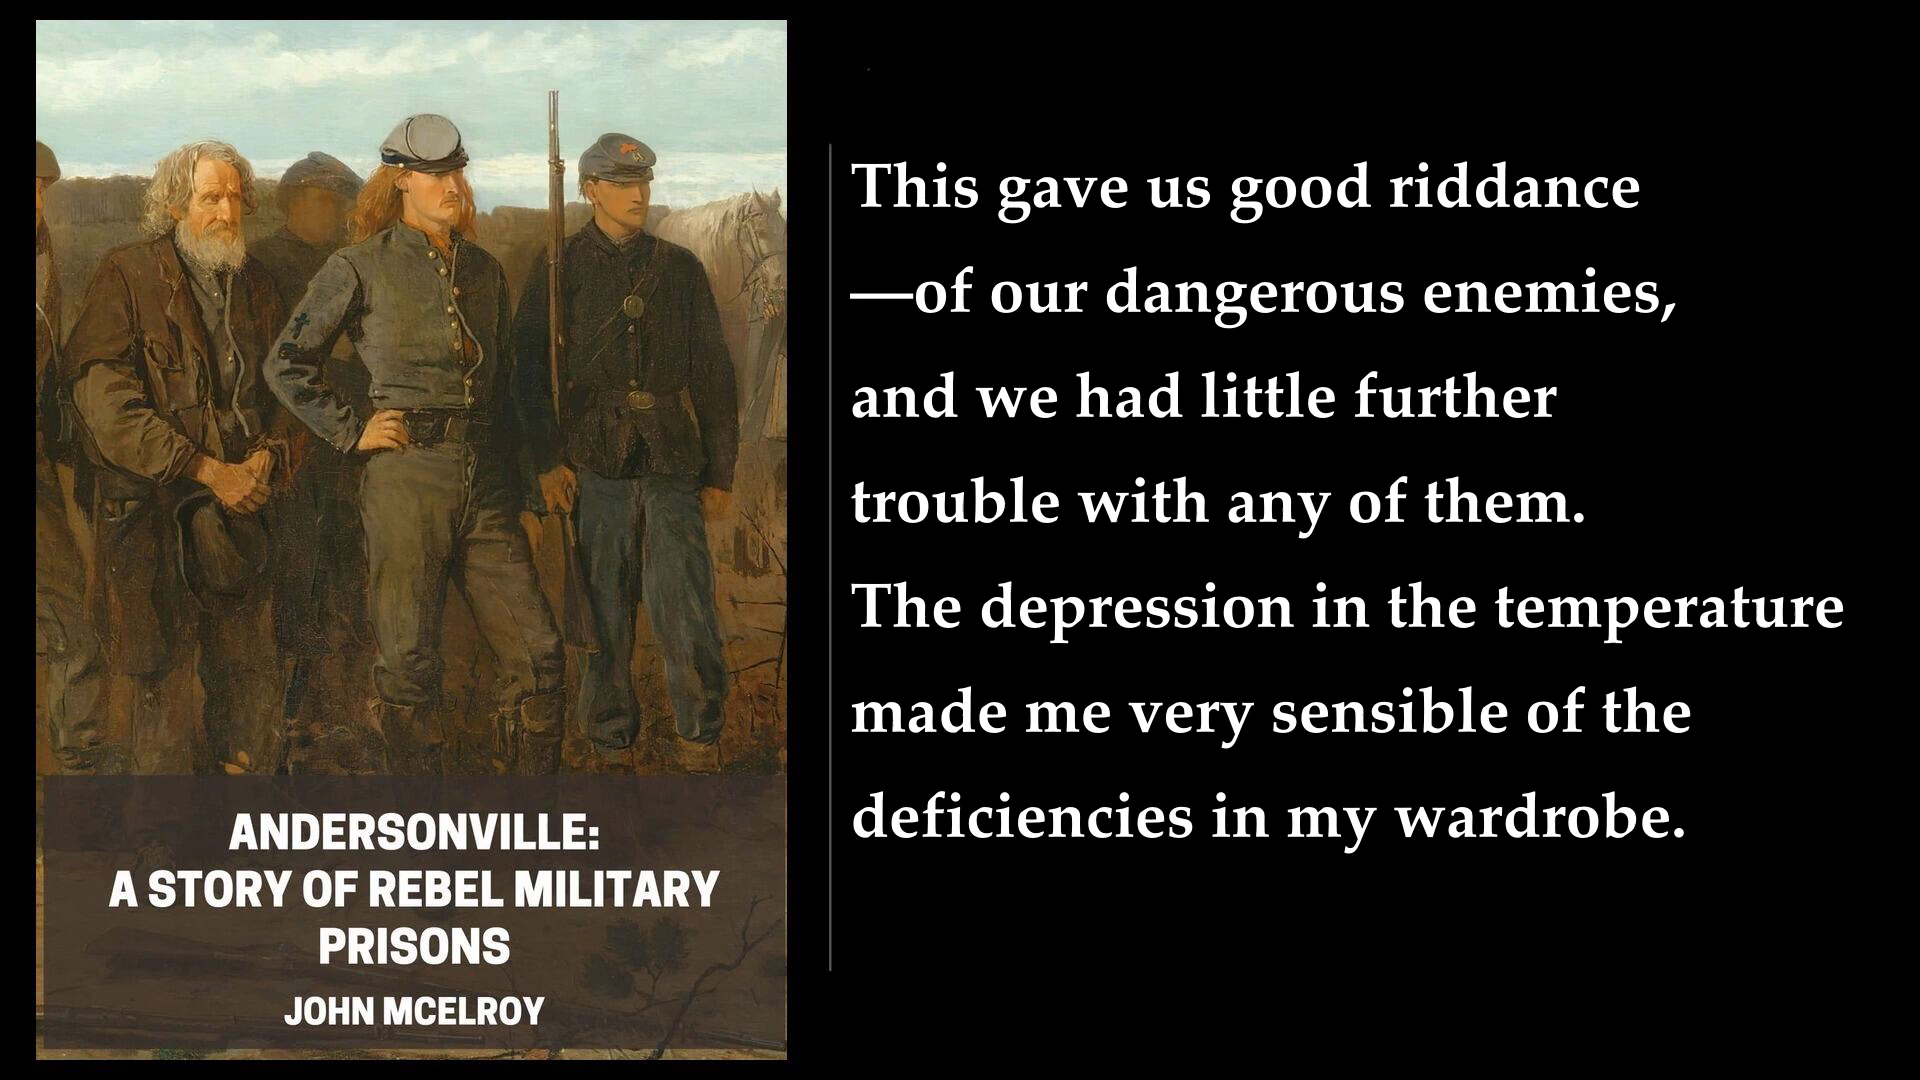 This gave us good riddance
—of our dangerous enemies,
and we had little further
trouble with any of them.
The depression in the temperature
made me very sensible of the
deficiencies in my wardrobe.
ANDERSONVILLE:
A STORY OF REBEL MILITARY
PRISONS
JOHN MCELROY